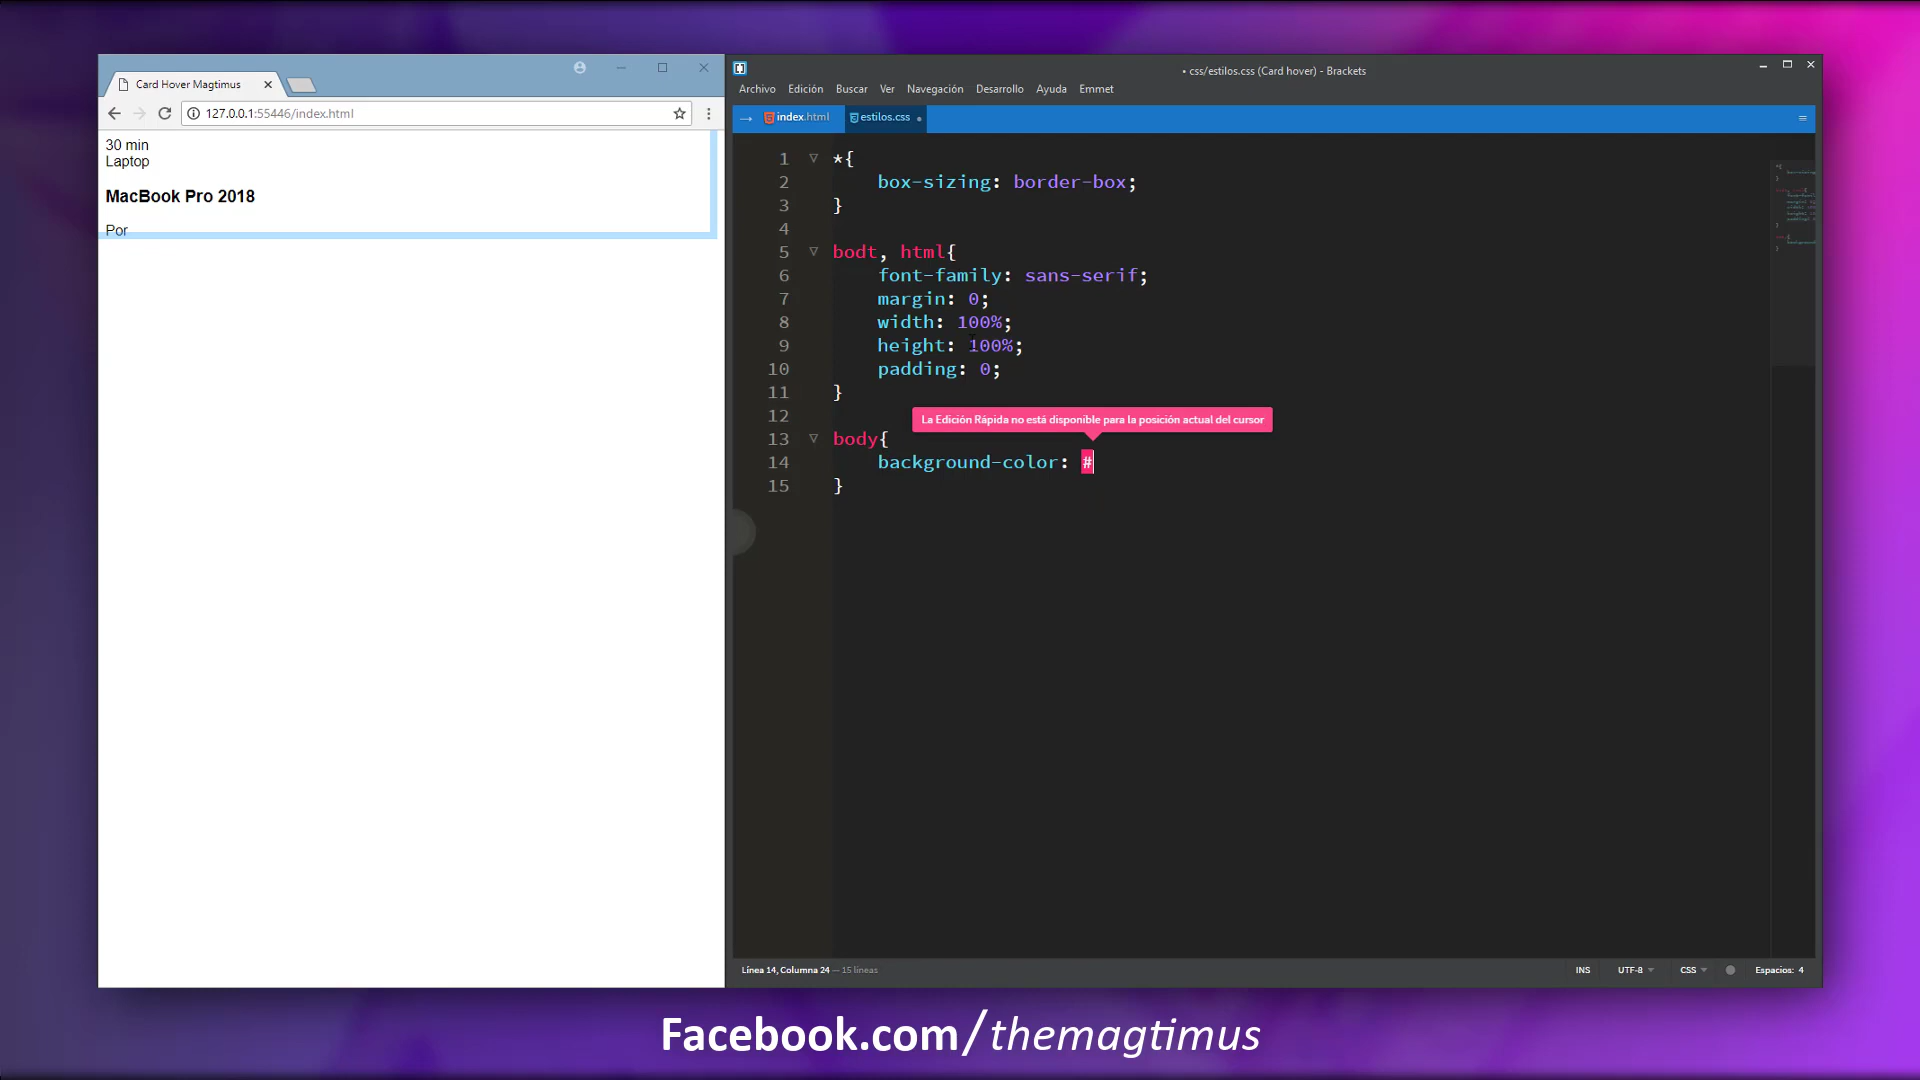 Card Hover Magtimus
127.0.0.1:55446/index.html
30 min
Laptop
MacBook Pro 2018
Por
• css/estilos.css (Card hover) - Brackets
Archivo Edición Buscar Ver Navegación Desarrollo Ayuda Emmet
index.html estilos.css
1 *{
2 box-sizing: border-box;
3 }
4
5 bodt, html{
6 font-family: sans-serif;
7 margin: 0;
8 width: 100%;
9 height: 100%;
10 padding: 0;
11 }
12
La Edición Rápida no está disponible para la posición actual del cursor
13 body{
14 background-color: #
15 }
Línea 14, Columna 24 — 15 líneas
INS UTF-8 CSS Espacios: 4
Facebook.com/themagtimus